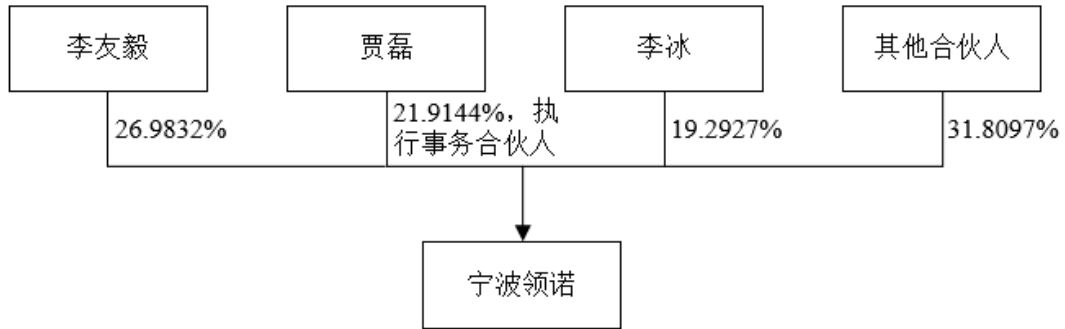 李友毅
贾磊
李冰
其他合伙人
26.9832%
21.9144%，执
行事务合伙人
19.2927%
31.8097%
宁波领诺